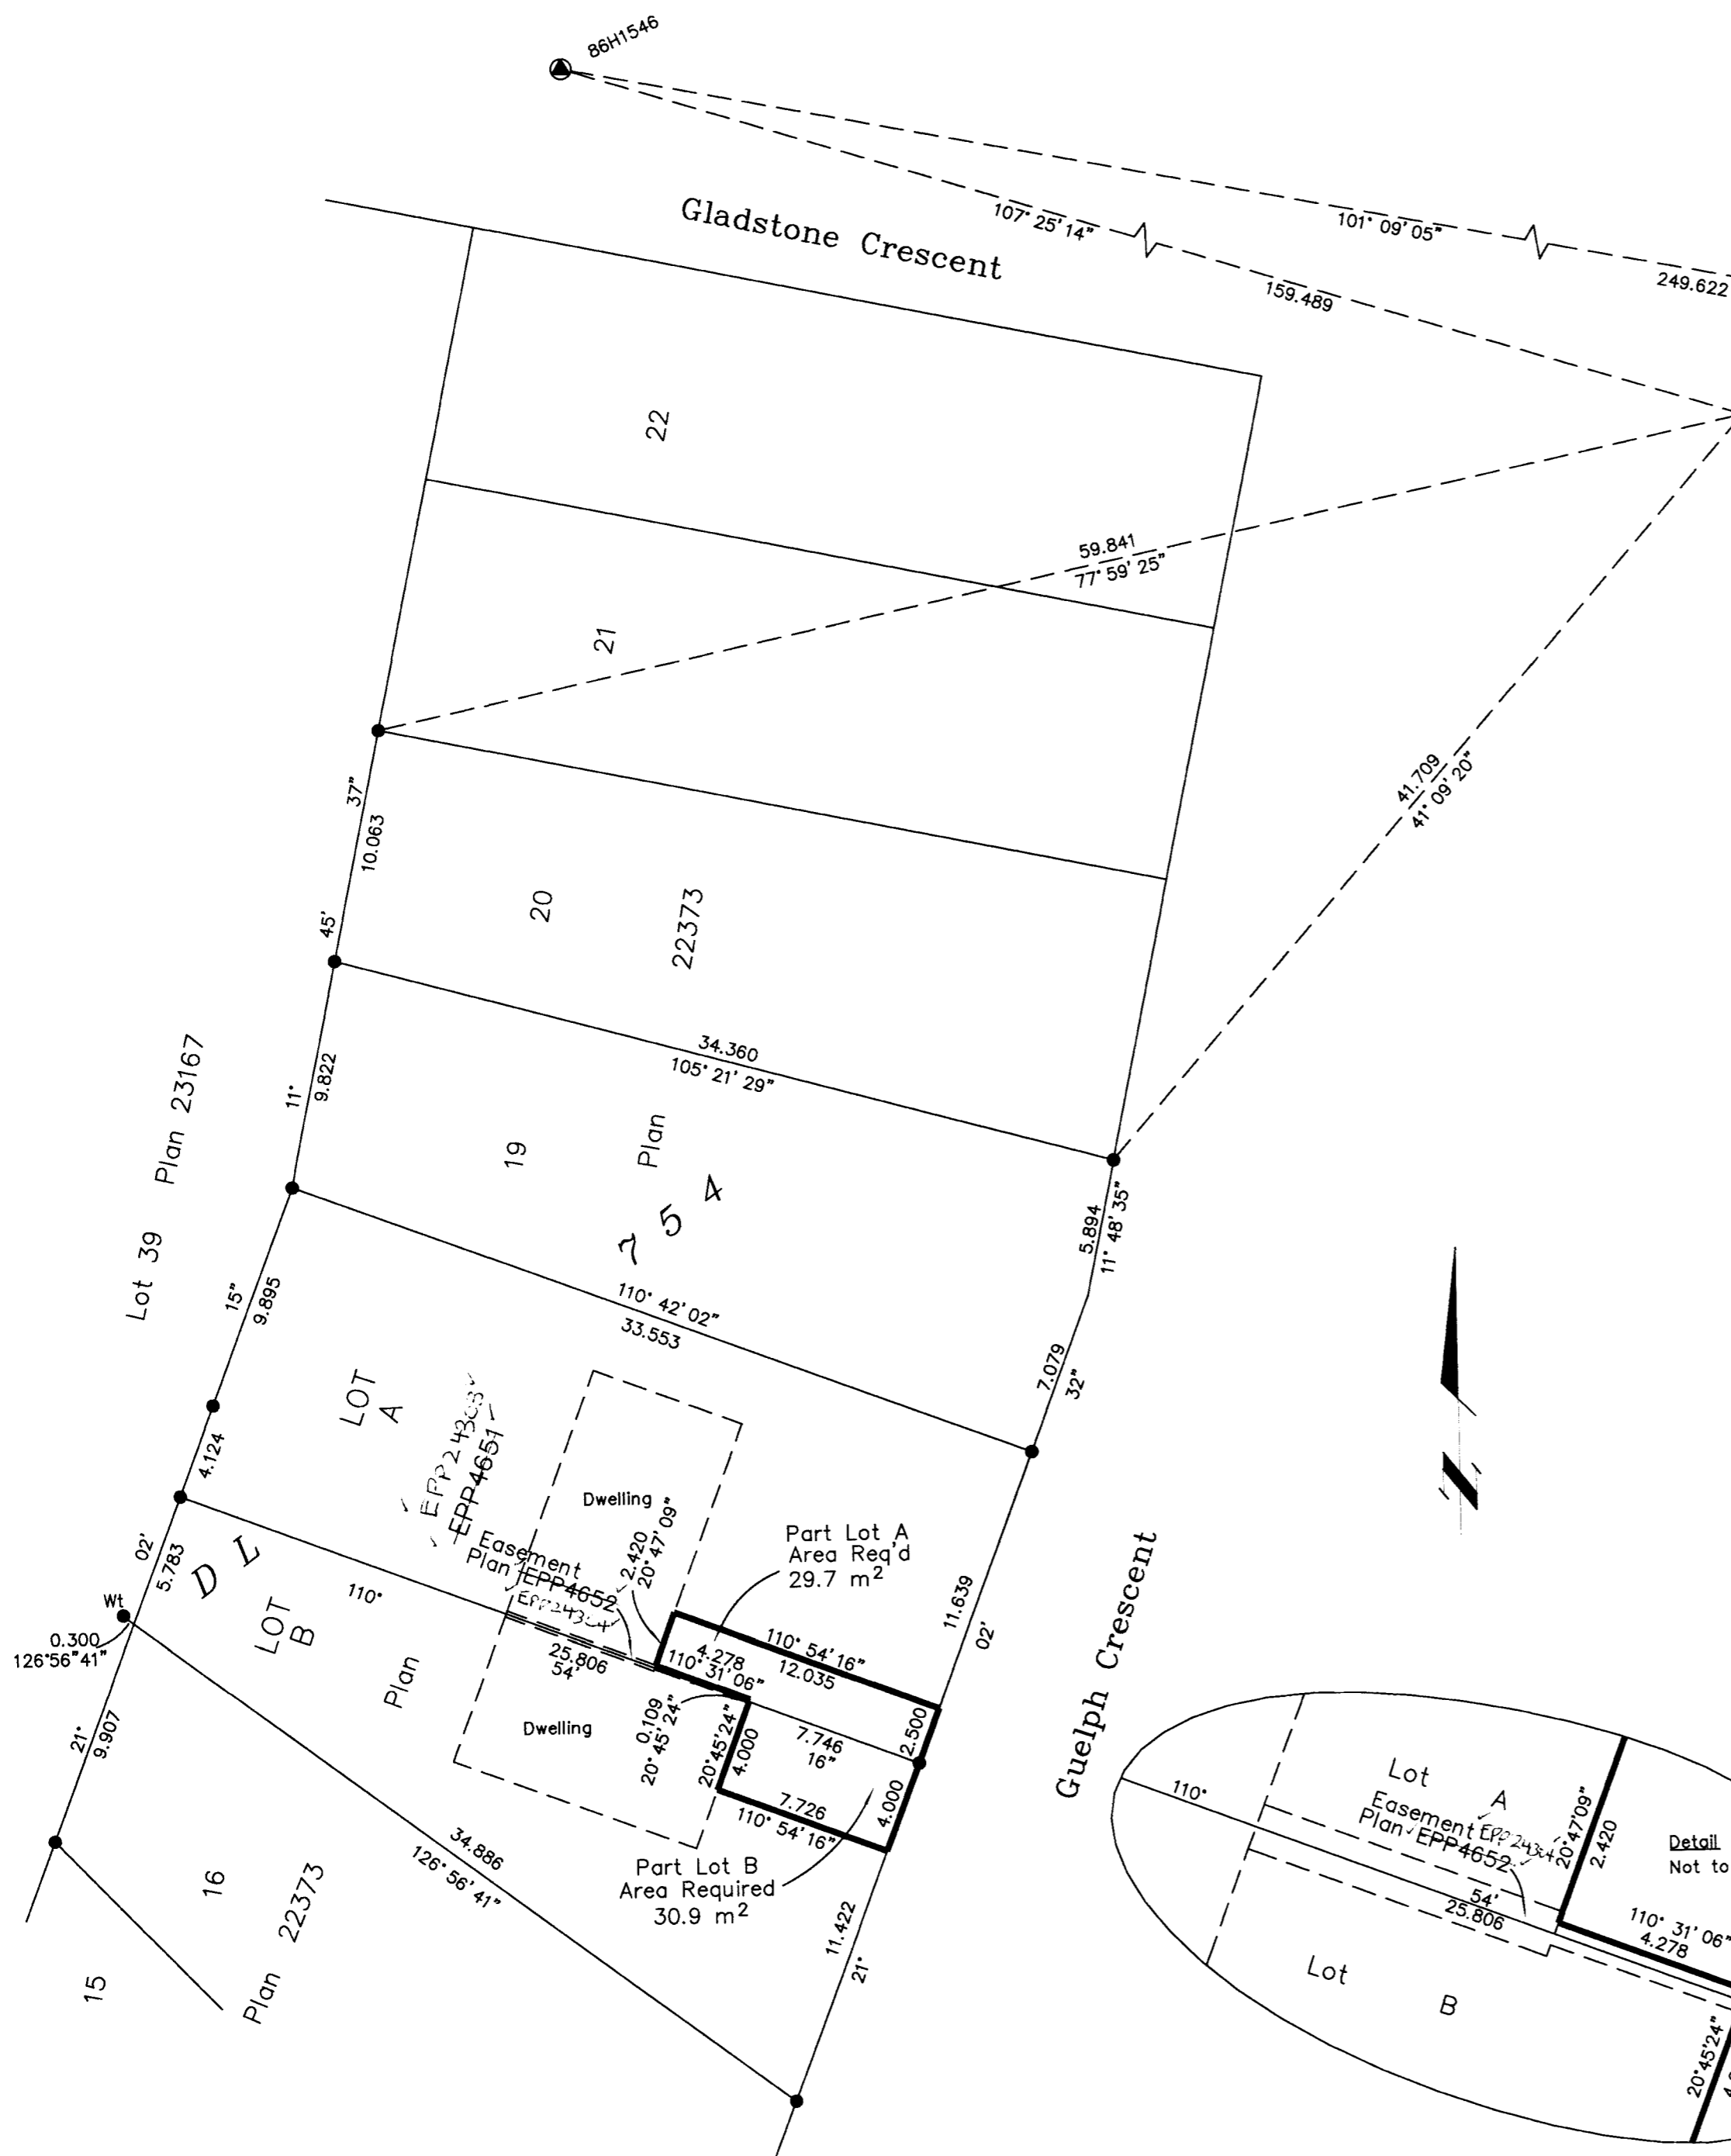 86H1546
Gladstone Crescent
107° 25' 14"
159.489
101° 09' 05"
249.622
22
59.841
77° 59' 25"
21
41.709
41° 09' 20"
37"
10.063
45'
20
22373
34.360
105° 21' 29"
11°
9.822
19
Plan
7 5 4
Lot 39 Plan 23167
5.894
11° 48' 35"
15"
9.895
110° 42' 02"
33.553
7.079
32"
LOT
A
EPP24303
EPP4651
4.124
Dwelling
Easement
Plan EPP4652
EPP24304
2.420
20° 47' 09"
Part Lot A
Area Req'd
29.7 m²
11.639
02'
Guelph Crescent
02'
5.783
D L
Wt
0.300
126°56"41"
LOT
B
110°
Plan
25.806
54'
4.278
110° 31' 06"
110° 54' 16"
12.035
2.500
Dwelling
0.109
20° 45' 24"
20°45'24"
4.000
7.746
16"
4.000
7.726
110° 54' 16"
21°
9.907
34.886
126° 56' 41"
Part Lot B
Area Required
30.9 m²
11.422
21°
16
Plan 22373
15
N
110°
Lot
A
Easement EPP24304
Plan EPP4652
20°47'09"
2.420
Detail
Not to
54'
25.806
110° 31' 06"
4.278
Lot
B
20°45'24"